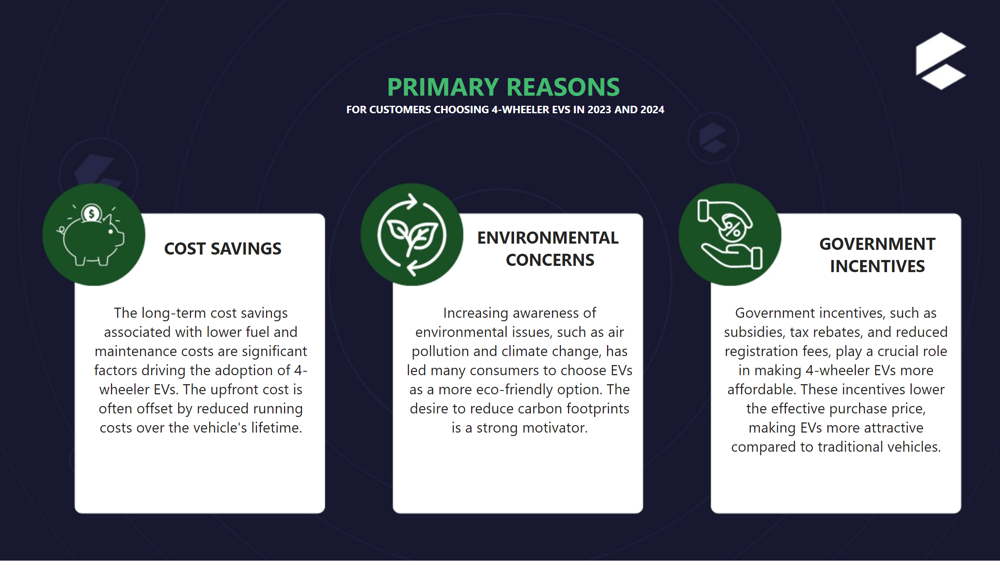 PRIMARY REASONS
FOR CUSTOMERS CHOOSING 4-WHEELER EVS IN 2023 AND 2024
$
COST SAVINGS
The long-term cost savings
associated with lower fuel and
maintenance costs are significant
factors driving the adoption of 4-
wheeler EVs. The upfront cost is
often offset by reduced running
costs over the vehicle's lifetime.
ENVIRONMENTAL
CONCERNS
Increasing awareness of
environmental issues, such as air
pollution and climate change, has
led many consumers to choose EVs
as a more eco-friendly option. The
desire to reduce carbon footprints
is a strong motivator.
%
GOVERNMENT
INCENTIVES
Government incentives, such as
subsidies, tax rebates, and reduced
registration fees, play a crucial role
in making 4-wheeler EVs more
affordable. These incentives lower
the effective purchase price,
making EVs more attractive
compared to traditional vehicles.